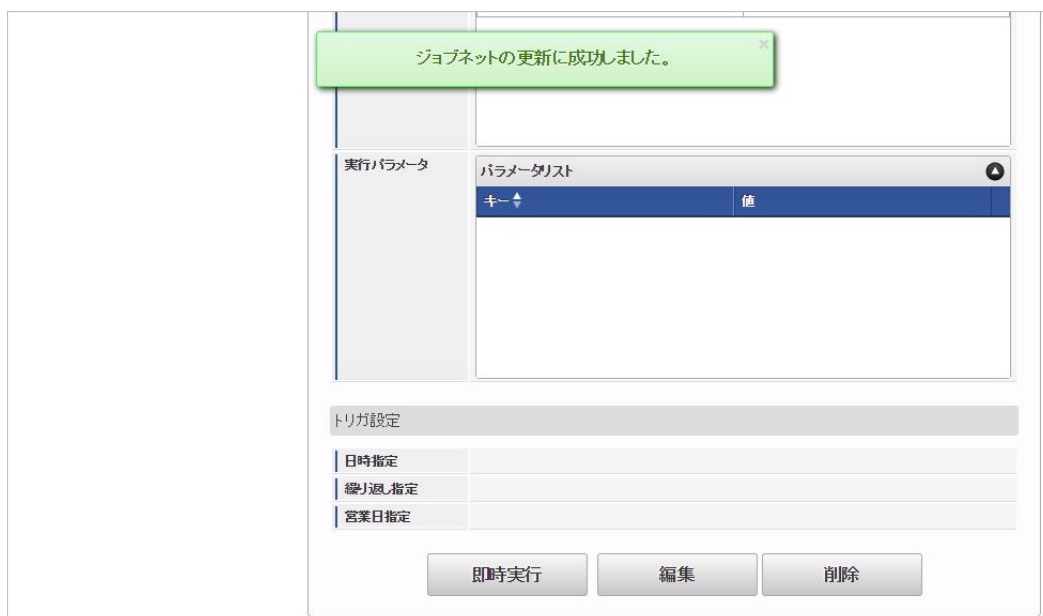 ジョブネットの更新に成功しました。
×
実行パラメータ
パラメータリスト
キー
値
トリガ設定
日時指定
繰り返し指定
営業日指定
即時実行
編集
削除